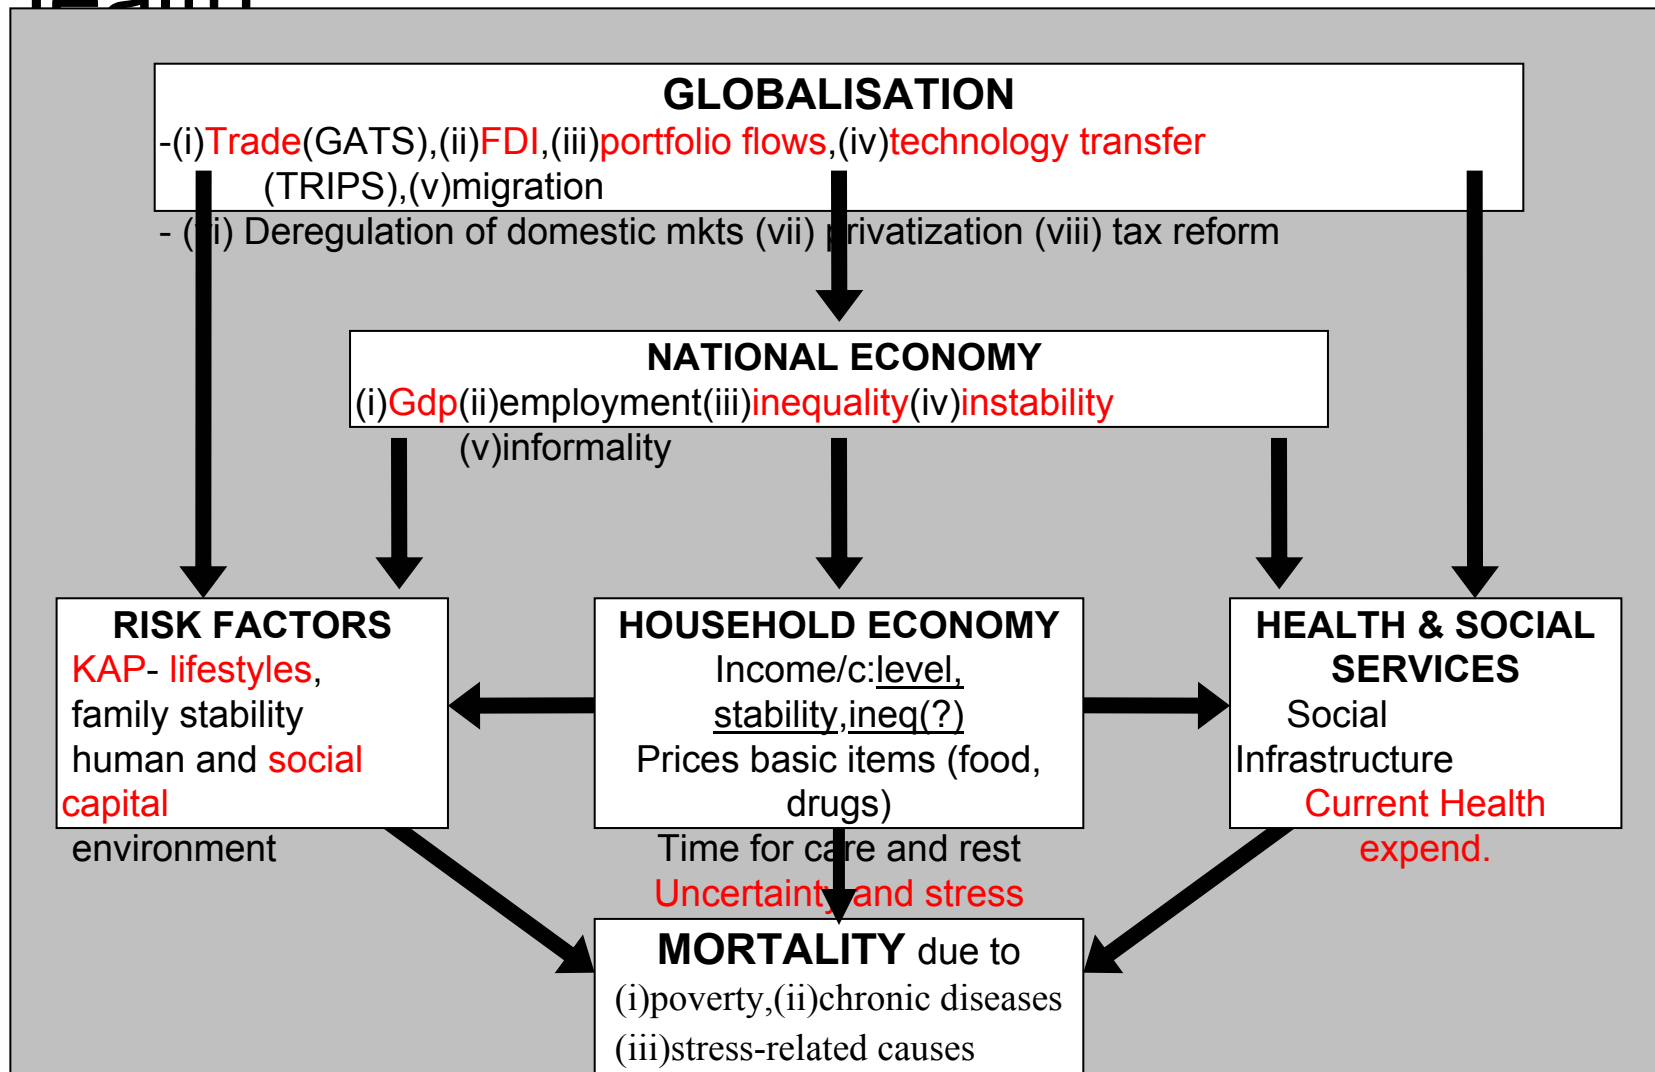 GLOBALISATION
-(i)Trade(GATS),(ii)FDI,(iii)portfolio flows,(iv)technology transfer
(TRIPS),(v)migration
- (vi) Deregulation of domestic mkts (vii) privatization (viii) tax reform
NATIONAL ECONOMY
(i)Gdp(ii)employment(iii)inequality(iv)instability
(v)informality
RISK FACTORS
KAP- lifestyles,
family stability
human and social
capital
environment
HOUSEHOLD ECONOMY
Income/c:level,
stability,ineq(?)
Prices basic items (food,
drugs)
Time for care and rest
Uncertainty and stress
HEALTH & SOCIAL
SERVICES
Social
Infrastructure
Current Health
expend.
MORTALITY due to
(i)poverty,(ii)chronic diseases
(iii)stress-related causes